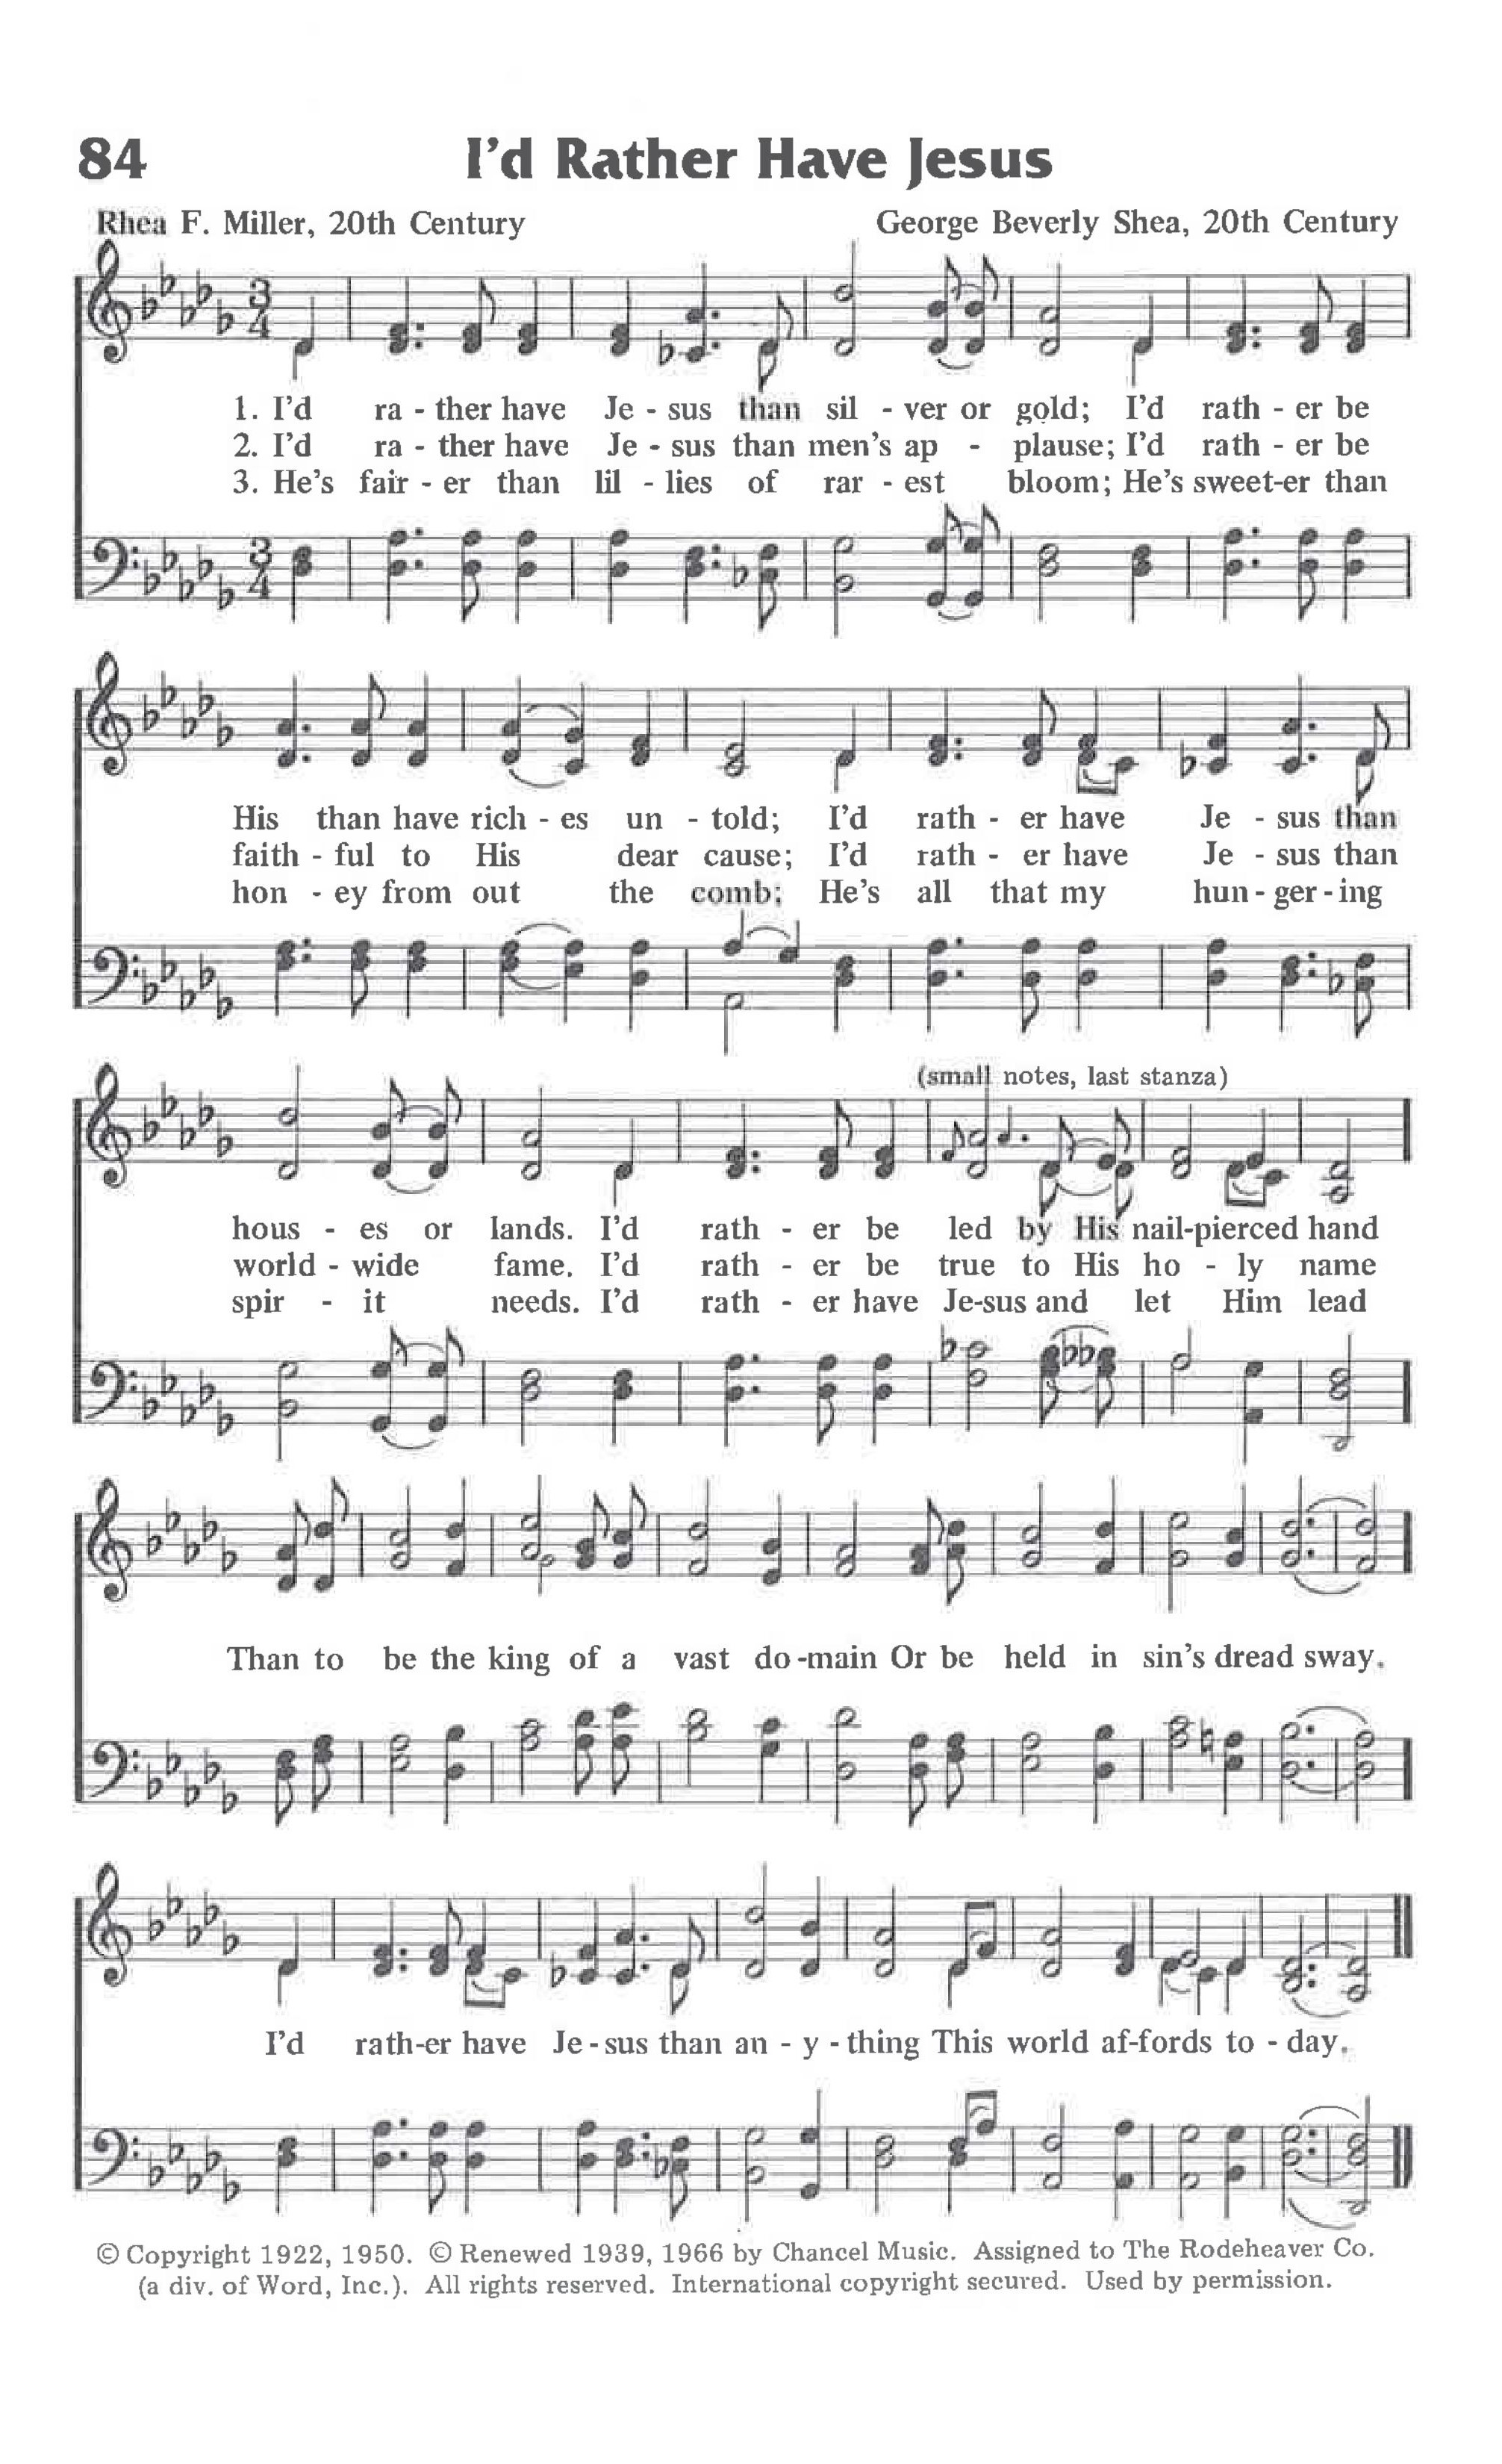 84 I'd Rather Have Jesus
Rhea F. Miller, 20th Century George Beverly Shea, 20th Century
1. I'd ra - ther have Je - sus than sil - ver or gold; I'd rath - er be
2. I'd ra - ther have Je - sus than men's ap - plause; I'd rath - er be
3. He's fair - er than lil - lies of rar - est bloom; He's sweet-er than
His than have rich - es un - told; I'd rath - er have Je - sus than
faith - ful to His dear cause; I'd rath - er have Je - sus than
hon - ey from out the comb; He's all that my hun - ger - ing
(small notes, last stanza)
hous - es or lands. I'd rath - er be led by His nail-pierced hand
world - wide fame. I'd rath - er be true to His ho - ly name
spir - it needs. I'd rath - er have Je-sus and let Him lead
Than to be the king of a vast do-main Or be held in sin's dread sway.
I'd rath-er have Je-sus than an - y - thing This world af-fords to - day.
© Copyright 1922, 1950. © Renewed 1939, 1966 by Chancel Music. Assigned to The Rodeheaver Co.
(a div. of Word, Inc.). All rights reserved. International copyright secured. Used by permission.